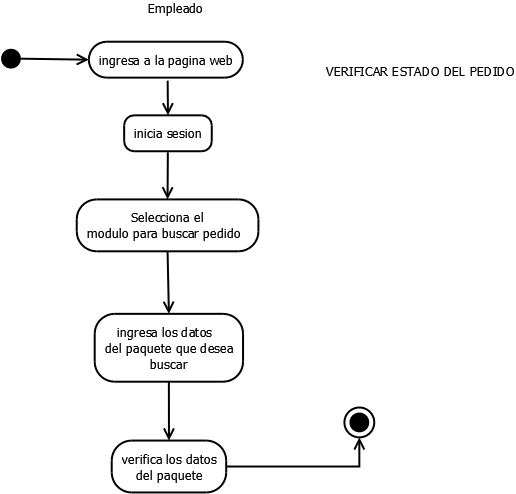 Empleado
ingresa a la pagina web
VERIFICAR ESTADO DEL PEDIDO
inicia sesion
Selecciona el
modulo para buscar pedido
ingresa los datos
del paquete que desea
buscar
verifica los datos
del paquete